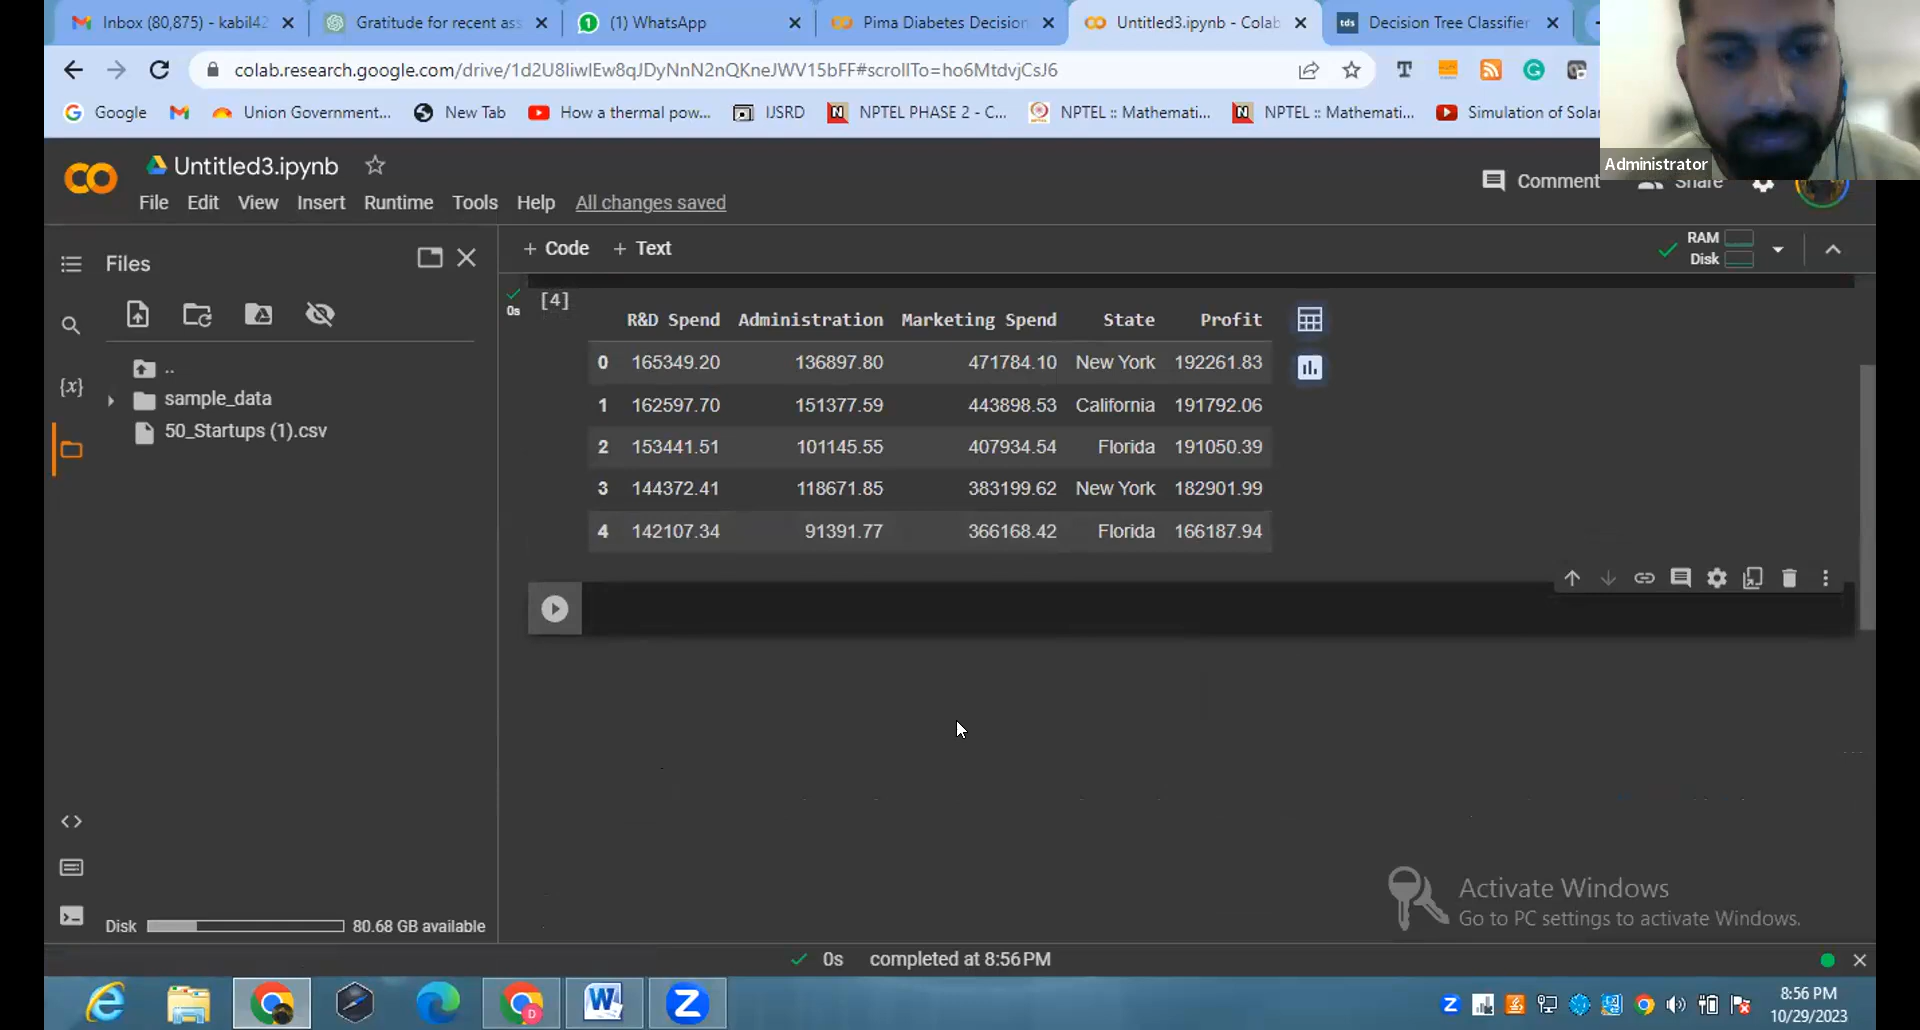 Inbox (80,875) - kabil42
Gratitude for recent ass
(1) WhatsApp
Pima Diabetes Decision
Untitled3.ipynb - Colab
tds Decision Tree Classifier
colab.research.google.com/drive/
Google
Union Government...
New Tab
How a thermal pow...
IJSRD
NPTEL PHASE 2 - C...
NPTEL :: Mathemati...
NPTEL :: Mathemati...
Simulation of Solar
Administrator
Untitled3.ipynb
Comment
Share
File Edit View Insert Runtime Tools Help All changes saved
Files
+ Code + Text
RAM
Disk
..
sample_data
50_Startups (1).csv
{x}
0s
[4]
R&D Spend Administration Marketing Spend State Profit
0 165349.20 136897.80 471784.10 New York 192261.83
1 162597.70 151377.59 443898.53 California 191792.06
2 153441.51 101145.55 407934.54 Florida 191050.39
3 144372.41 118671.85 383199.62 New York 182901.99
4 142107.34 91391.77 366168.42 Florida 166187.94
Disk 80.68 GB available
Activate Windows
Go to PC settings to activate Windows.
0s completed at 8:56 PM
8:56 PM
10/29/2023